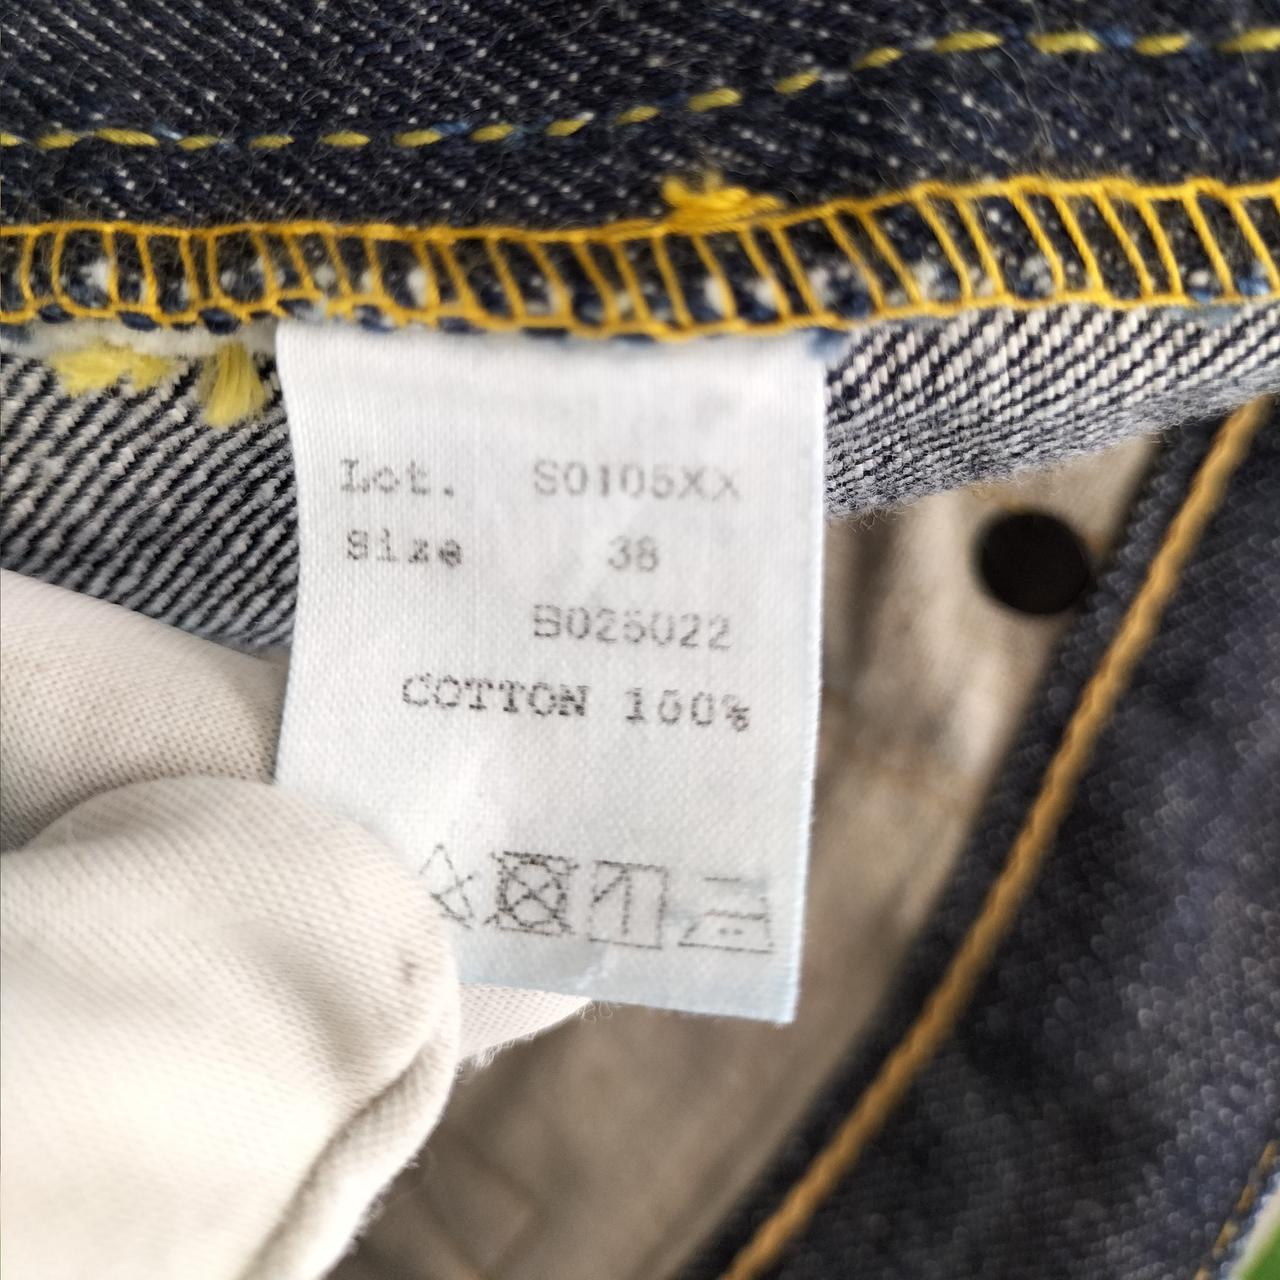 Lot. S0105XX
Size 38
B025022
COTTON 100%